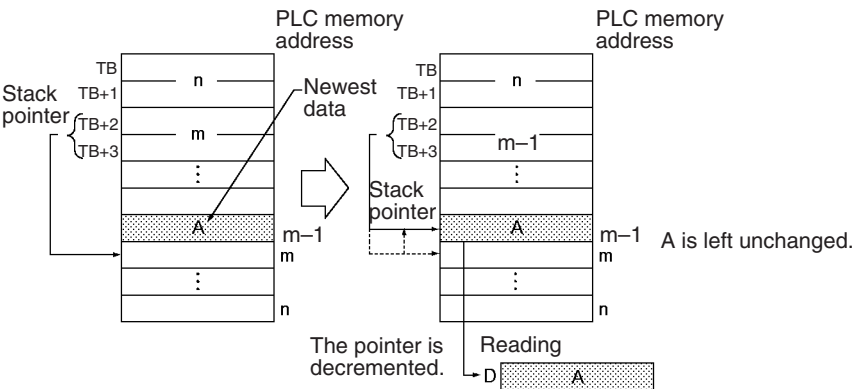 PLC memory
address
TB
n
TB+1
Stack
pointer
TB+2
m
TB+3
Newest
data
A
m–1
m
n
PLC memory
address
TB
n
TB+1
TB+2
m–1
TB+3
Stack
pointer
A
m–1
m
A is left unchanged.
n
The pointer is
decremented.
Reading
D
A